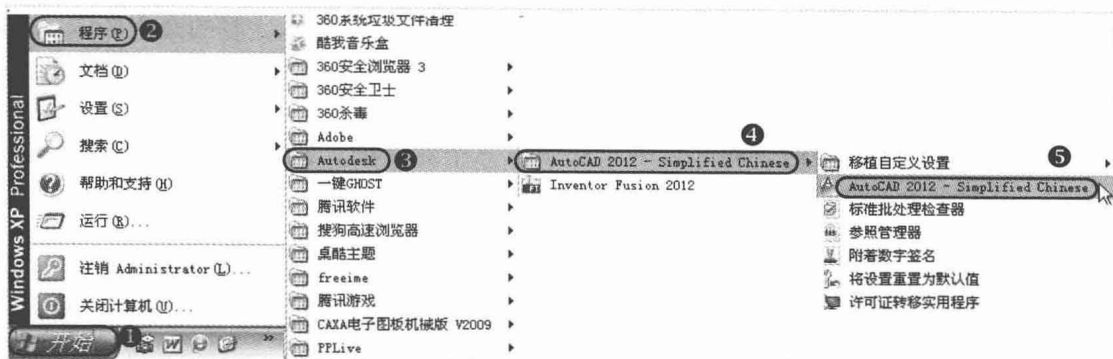 Windows XP Professional
程序(P) ❷
文档(D)
设置(S)
搜索(C)
帮助和支持(H)
运行(R)...
注销 Administrator(L)...
关闭计算机(U)...
开始 ❶
360系统垃圾文件清理
酷我音乐盒
360安全浏览器 3
360安全卫士
360杀毒
Adobe
Autodesk ❸
一键GHOST
腾讯软件
搜狗高速浏览器
桌酷主题
freeime
腾讯游戏
CAXA电子图板机械版 V2009
PPLive
❹
AutoCAD 2012 - Simplified Chinese
Inventor Fusion 2012
移植自定义设置 ❺
AutoCAD 2012 - Simplified Chinese
标准批处理检查器
参照管理器
附着数字签名
将设置重置为默认值
许可证转移实用程序